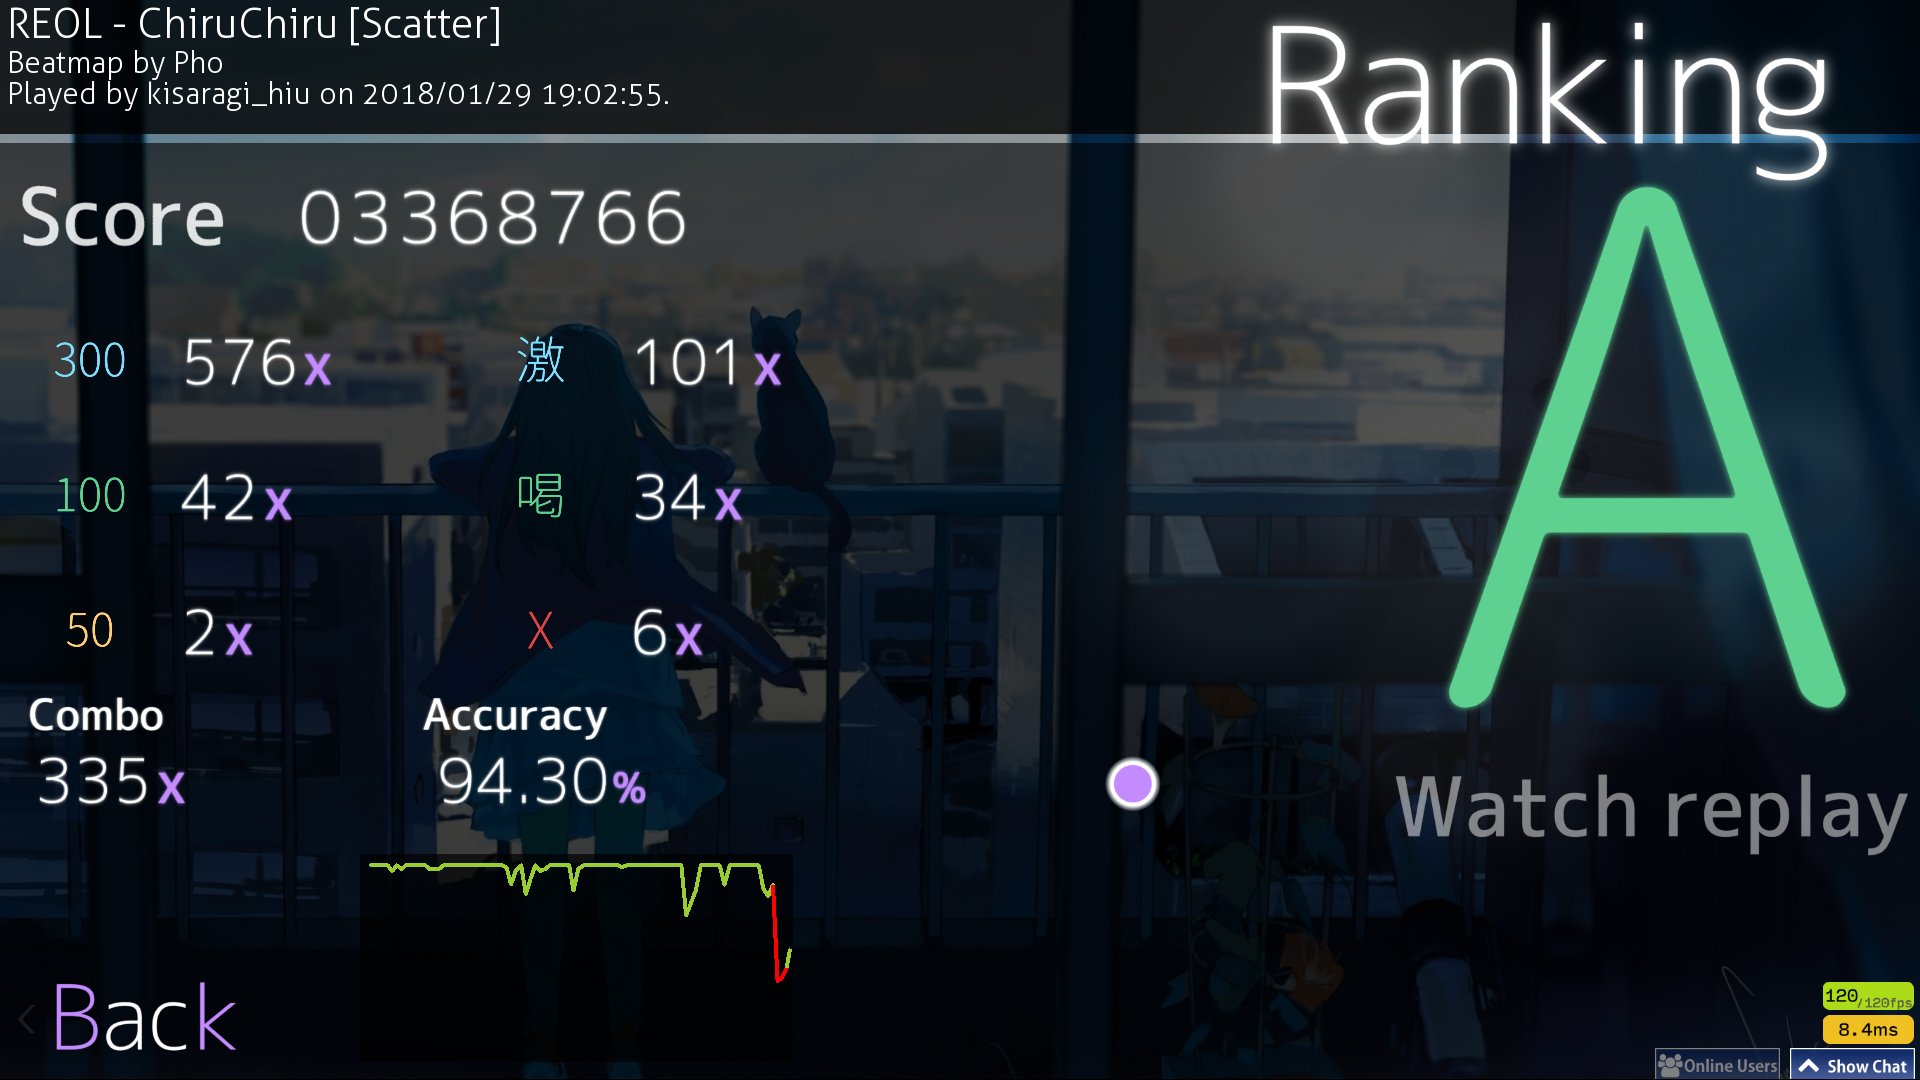 REOL - ChiruChiru [Scatter]
Beatmap by Pho
Played by kisaragi_hiu on 2018/01/29 19:02:55.
Ranking
Score 03368766
300 576x 激 101x
100 42x 喝 34x
50 2x X 6x
A
Combo Accuracy
335x 94.30%
Watch replay
Back
120/120fps
8.4ms
Online Users Show Chat